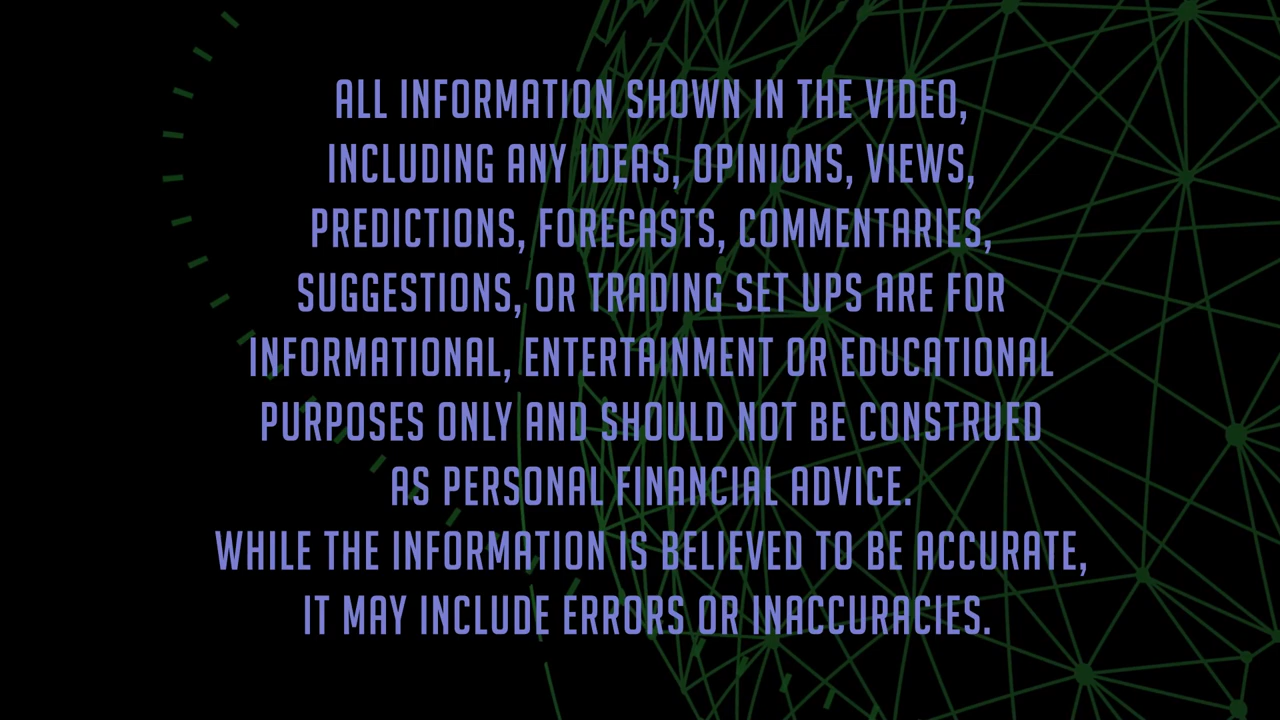 ALL INFORMATION SHOWN IN THE VIDEO,
INCLUDING ANY IDEAS, OPINIONS, VIEWS,
PREDICTIONS, FORECASTS, COMMENTARIES,
SUGGESTIONS, OR TRADING SET UPS ARE FOR
INFORMATIONAL, ENTERTAINMENT OR EDUCATIONAL
PURPOSES ONLY AND SHOULD NOT BE CONSTRUED
AS PERSONAL FINANCIAL ADVICE.
WHILE THE INFORMATION IS BELIEVED TO BE ACCURATE,
IT MAY INCLUDE ERRORS OR INACCURACIES.